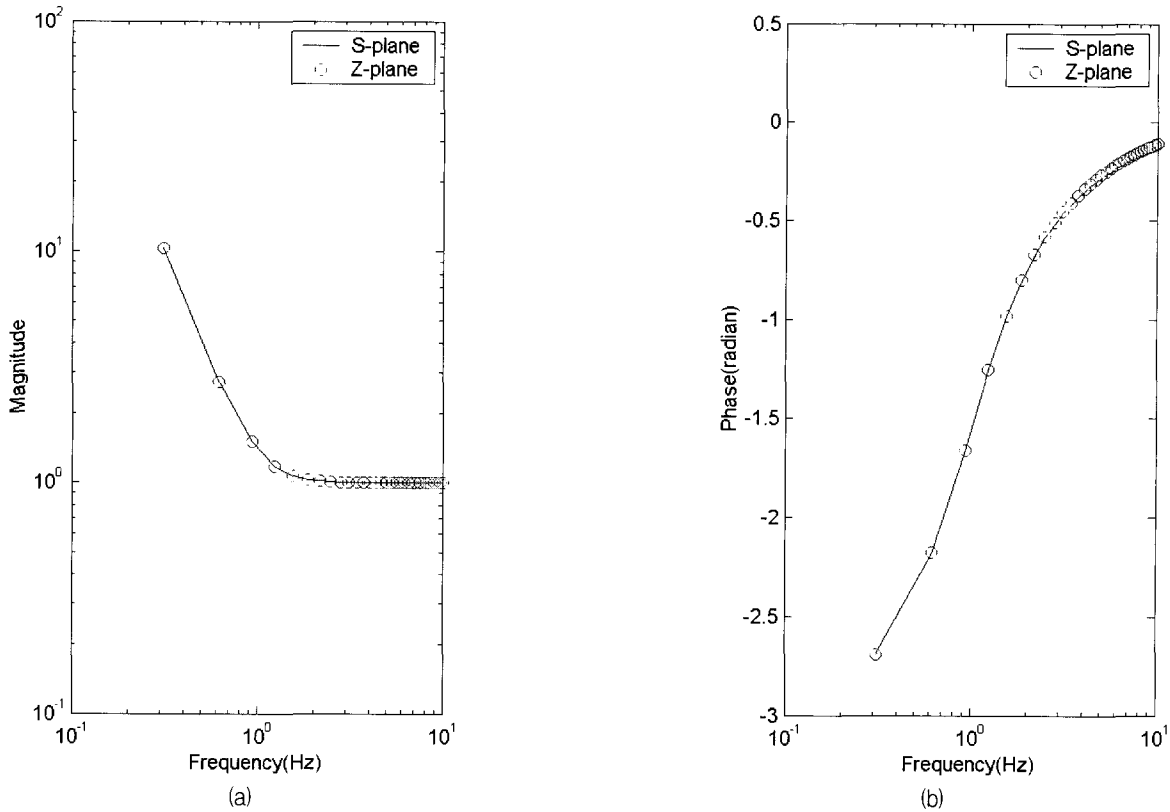 10^2
10^1
10^0
10^-1
Magnitude
S-plane
Z-plane
10^-1
10^0
10^1
Frequency(Hz)
(a)
0.5
0
-0.5
-1
-1.5
-2
-2.5
-3
Phase(radian)
S-plane
Z-plane
10^-1
10^0
10^1
Frequency(Hz)
(b)